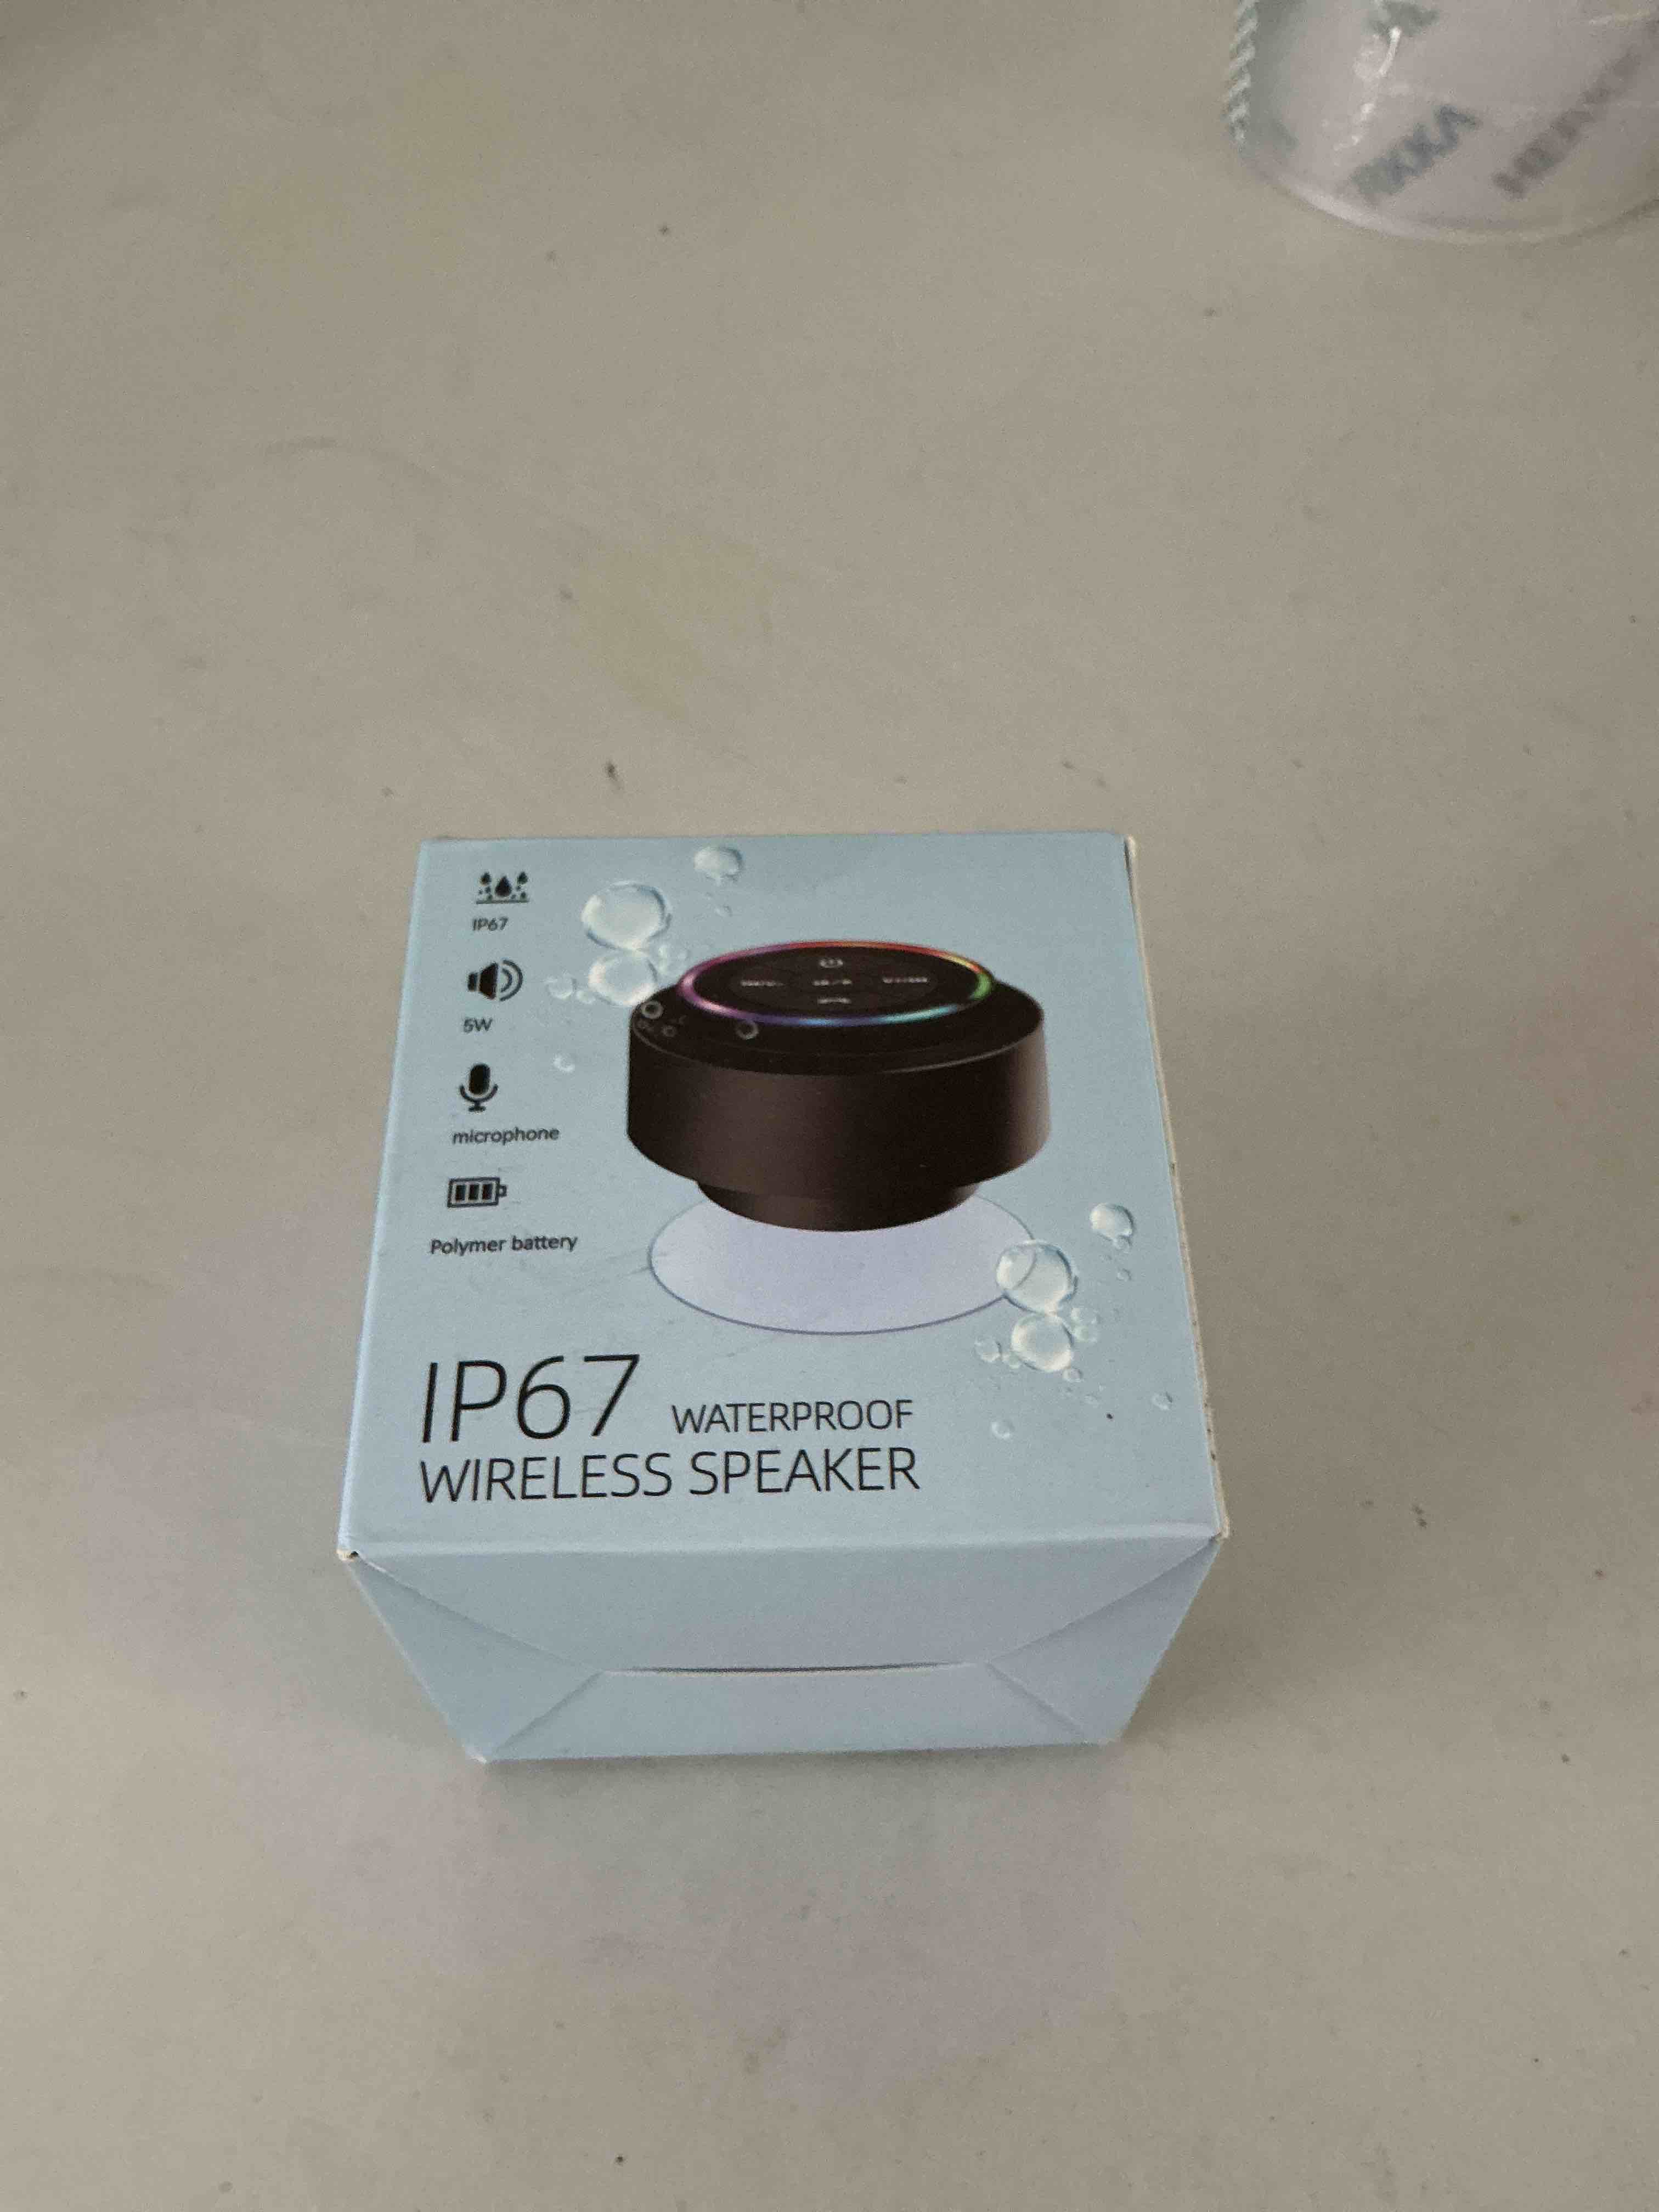 IP67
5W
microphone
Polymer battery
IP67 WATERPROOF
WIRELESS SPEAKER